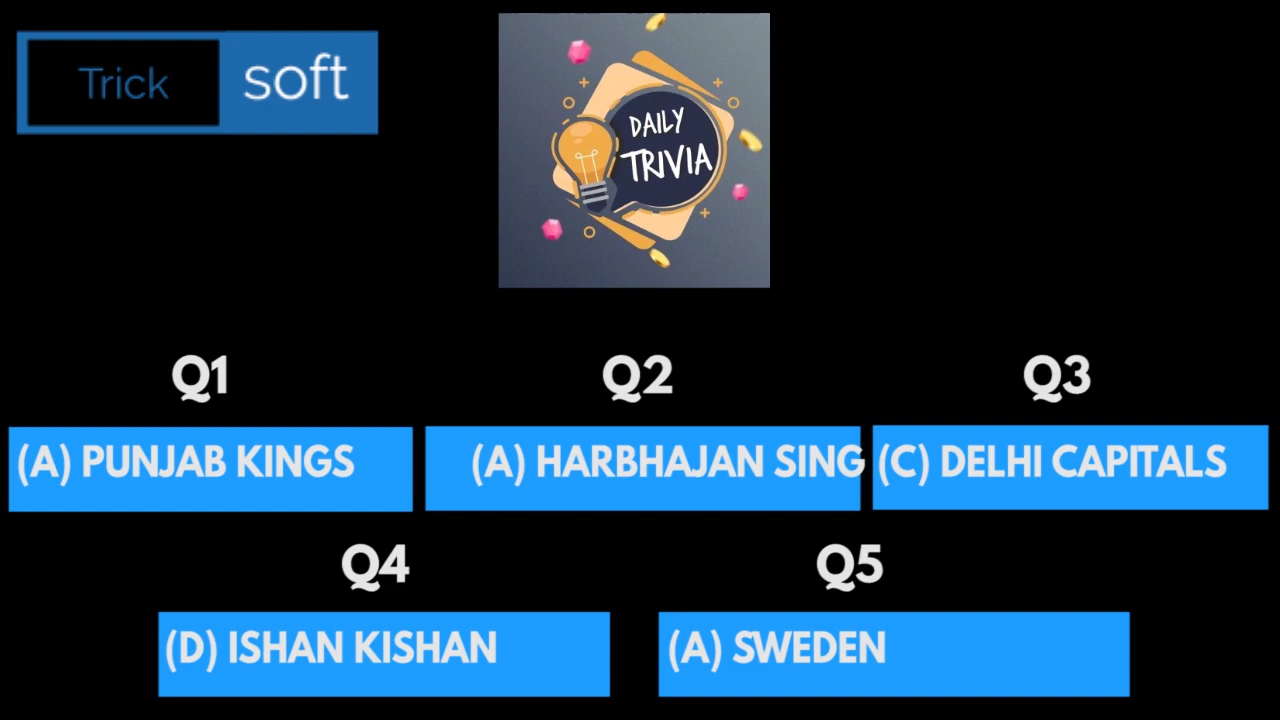 Trick soft
DAILY
TRIVIA
Q1
Q2
Q3
(A) PUNJAB KINGS
(A) HARBHAJAN SING
(C) DELHI CAPITALS
Q4
Q5
(D) ISHAN KISHAN
(A) SWEDEN